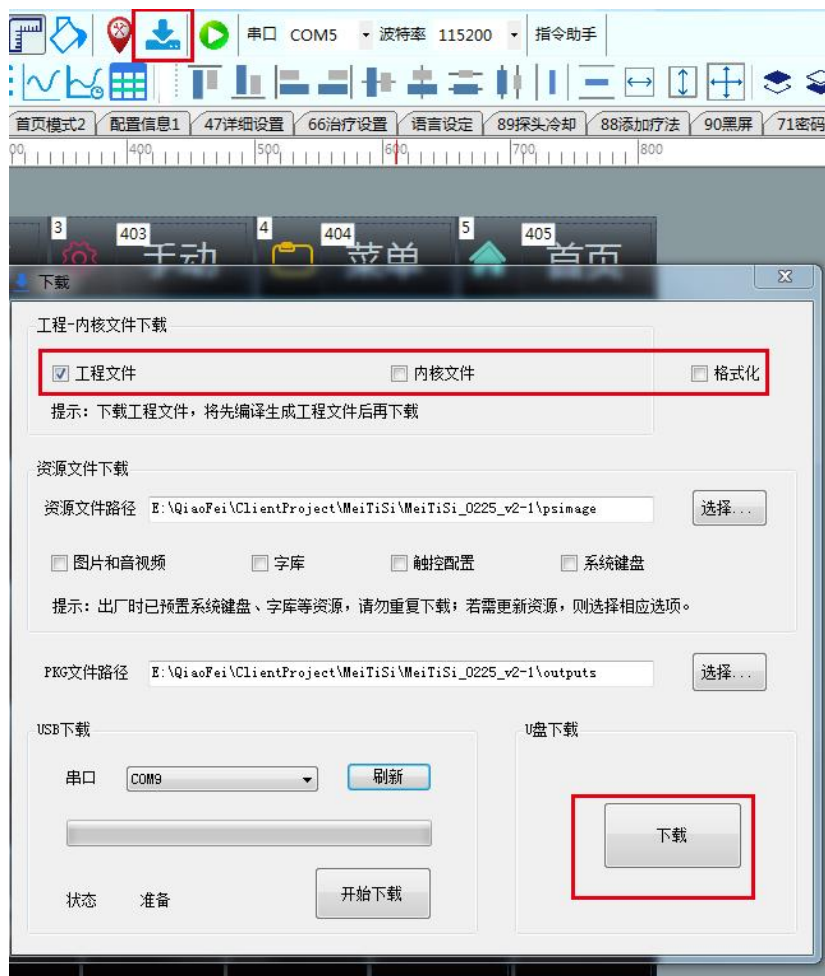 串口 COM5 波特率 115200 指令助手
首页模式2 配置信息1 47详细设置 66治疗设置 语言设定 89探头冷却 88添加疗法 90黑屏 71密码
400 500 600 700 800
3 403 手动 4 404 菜单 5 405 首页
下载
工程-内核文件下载
工程文件 内核文件 格式化
提示：下载工程文件，将先编译生成工程文件后再下载
资源文件下载
资源文件路径 E:\QiaoFei\ClientProject\MeiTiSi\MeiTiSi_0225_v2-1\psimage 选择...
图片和音视频 字库 触控配置 系统键盘
提示：出厂时已预置系统键盘、字库等资源，请勿重复下载；若需更新资源，则选择相应选项。
PKG文件路径 E:\QiaoFei\ClientProject\MeiTiSi\MeiTiSi_0225_v2-1\outputs 选择...
USB下载 U盘下载
串口 COM9 刷新
下载
状态 准备 开始下载